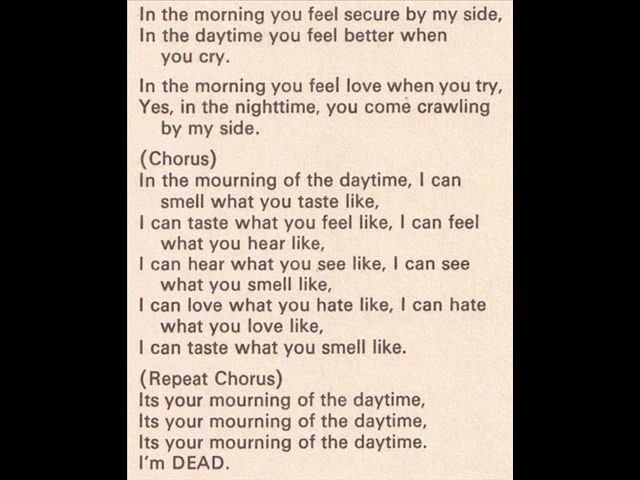 In the morning you feel secure by my side,
In the daytime you feel better when
you cry.
In the morning you feel love when you try,
Yes, in the nighttime, you come crawling
by my side.
(Chorus)
In the mourning of the daytime, I can
smell what you taste like,
I can taste what you feel like, I can feel
what you hear like,
I can hear what you see like, I can see
what you smell like,
I can love what you hate like, I can hate
what you love like,
I can taste what you smell like.
(Repeat Chorus)
Its your mourning of the daytime,
Its your mourning of the daytime,
Its your mourning of the daytime.
I'm DEAD.